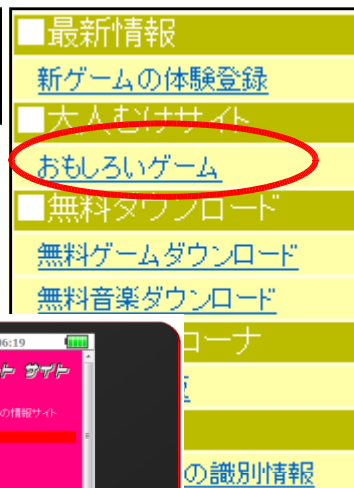 ■最新情報
新ゲームの体験登録
■大人むけサイト
おもしろいゲーム
■無料ダウンロード
無料ゲームダウンロード
無料音楽ダウンロード
コーナ
06:19
サイト
の情報サイト
の識別情報